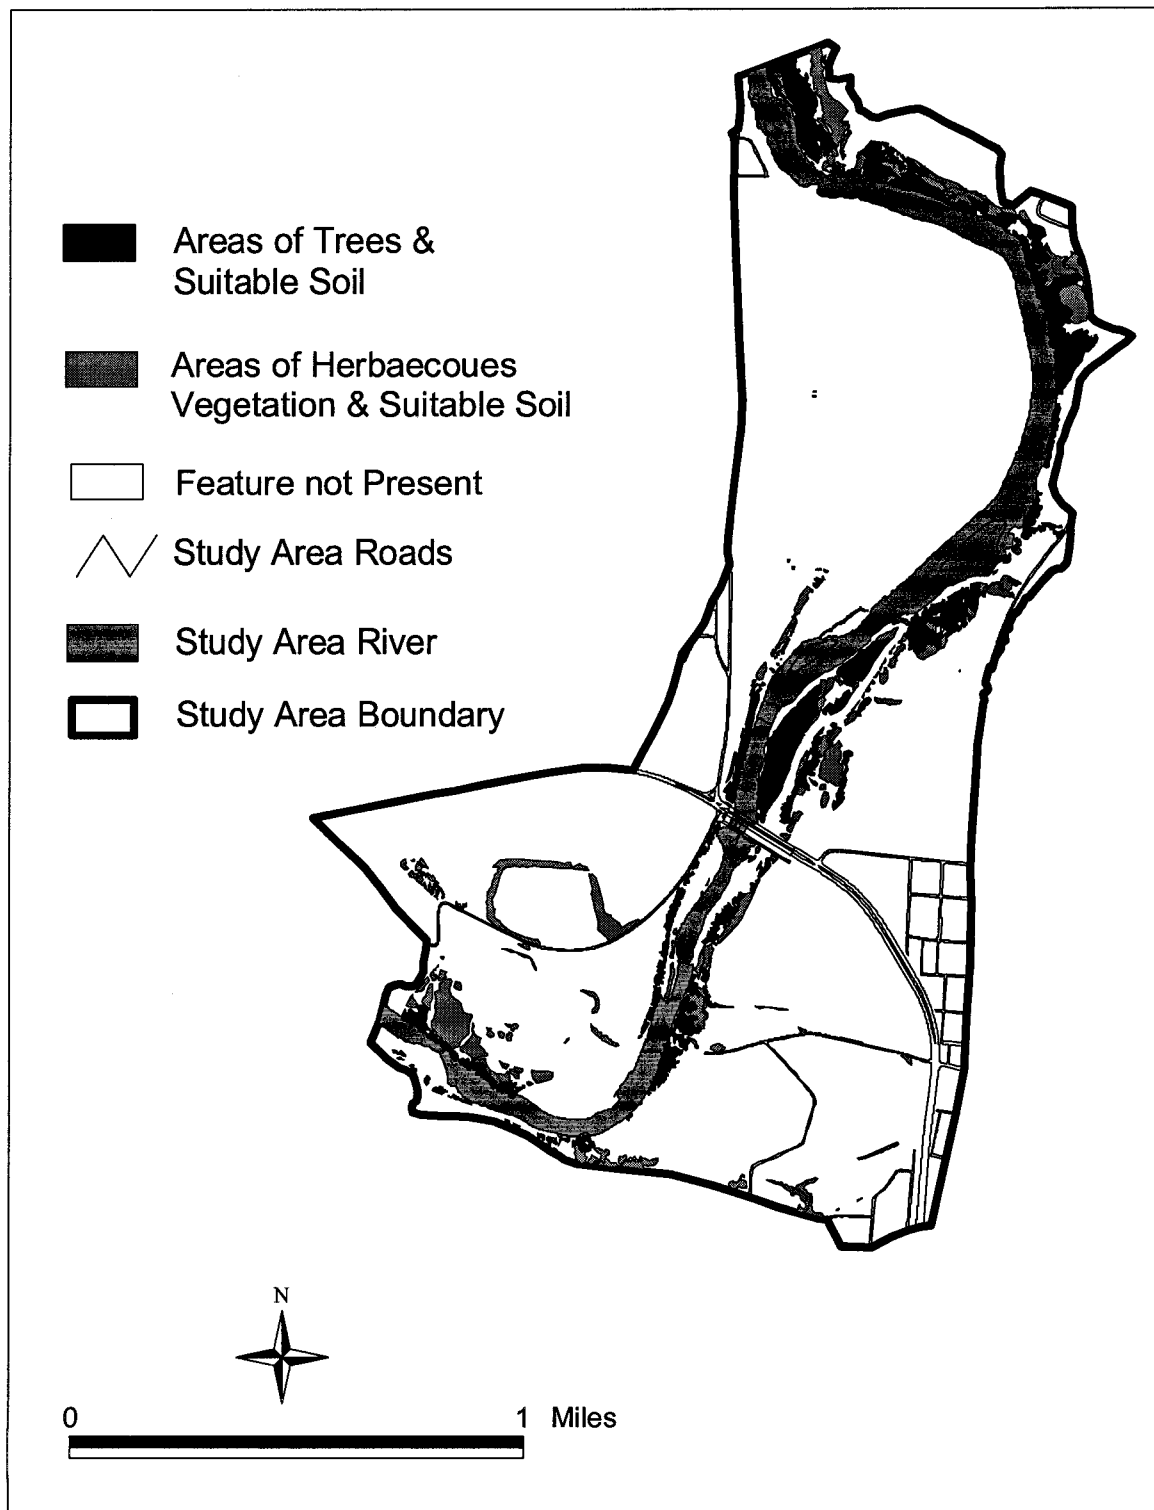 Areas of Trees &
Suitable Soil
Areas of Herbaecoues
Vegetation & Suitable Soil
Feature not Present
Study Area Roads
Study Area River
Study Area Boundary
N
0 1 Miles